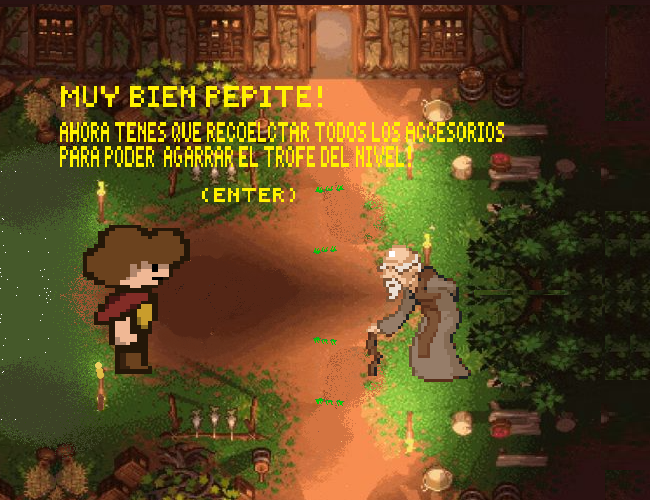 MUY BIEN PEPITE!
AHORA TENES QUE RECOELCTAR TODOS LOS ACCESORIOS
PARA PODER AGARRAR EL TROFE DEL NIVEL!
(ENTER)